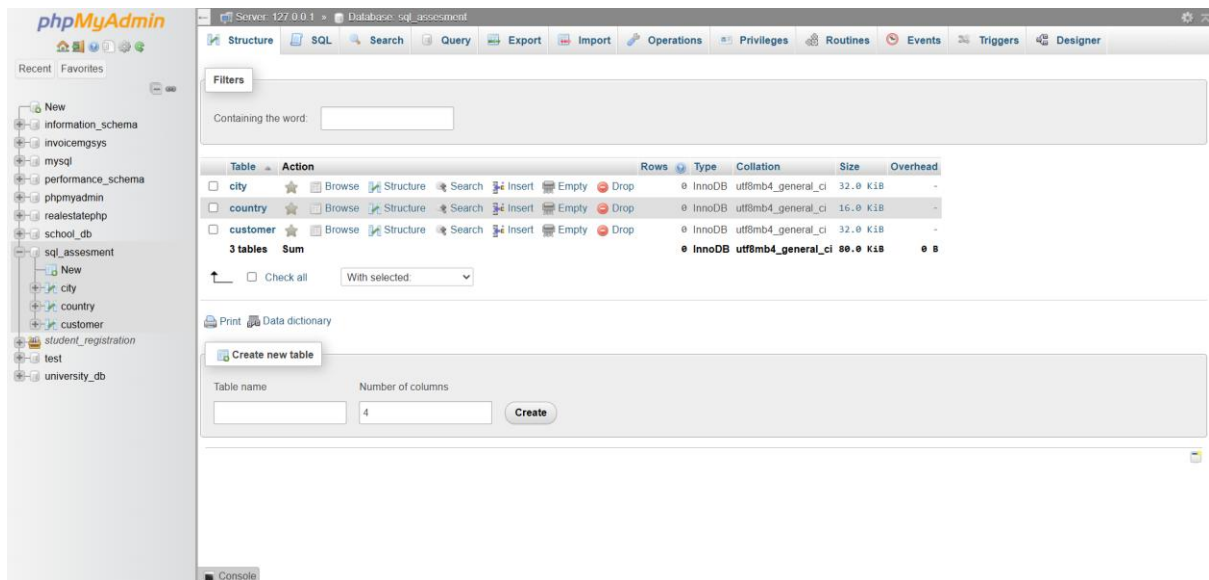 phpMyAdmin
Recent Favorites
New
information_schema
invoicemgsys
mysql
performance_schema
phpmyadmin
realestatephp
school_db
sql_assesment
New
city
country
customer
student_registration
test
university_db
Server: 127.0.0.1 » Database: sql_assesment
Structure SQL Search Query Export Import Operations Privileges Routines Events Triggers Designer
Filters
Containing the word:
Table Action Rows Type Collation Size Overhead
city Browse Structure Search Insert Empty Drop 0 InnoDB utf8mb4_general_ci 32.0 KiB -
country Browse Structure Search Insert Empty Drop 0 InnoDB utf8mb4_general_ci 16.0 KiB -
customer Browse Structure Search Insert Empty Drop 0 InnoDB utf8mb4_general_ci 32.0 KiB -
3 tables Sum 0 InnoDB utf8mb4_general_ci 80.0 KiB 0 B
Check all With selected:
Print Data dictionary
Create new table
Table name Number of columns
4 Create
Console